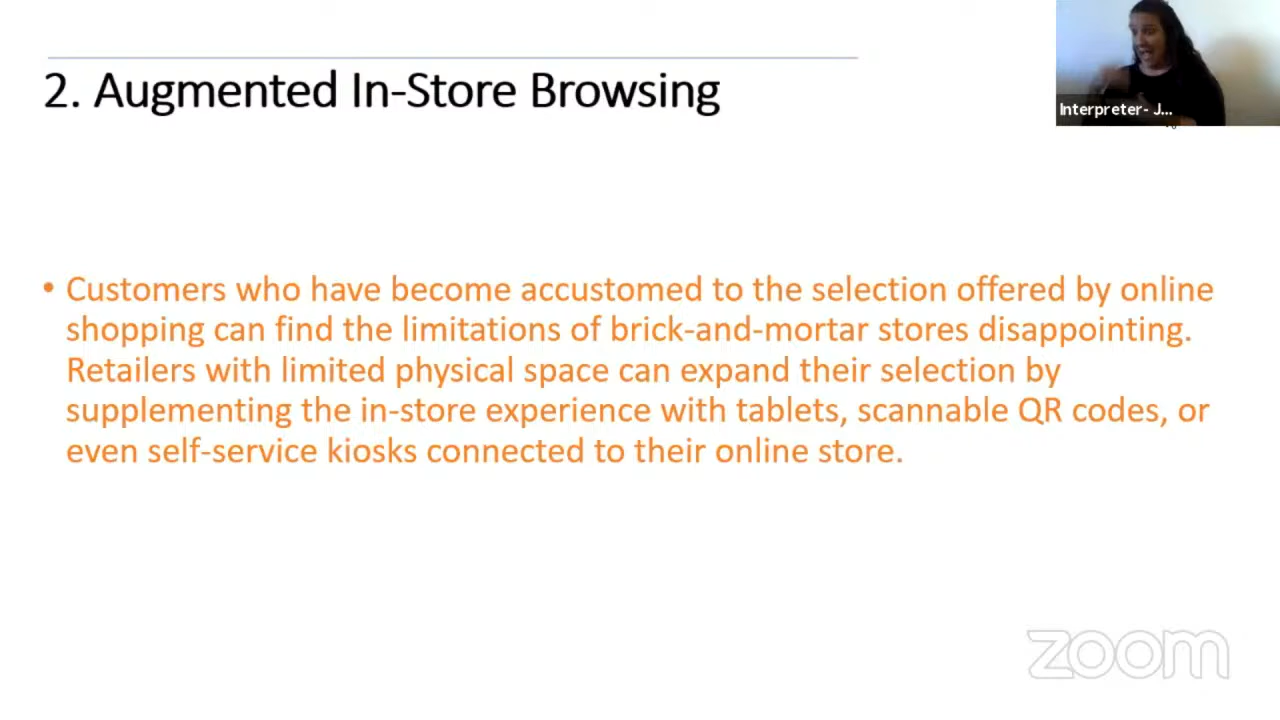 2. Augmented In-Store Browsing
Interpreter- J...
• Customers who have become accustomed to the selection offered by online
shopping can find the limitations of brick-and-mortar stores disappointing.
Retailers with limited physical space can expand their selection by
supplementing the in-store experience with tablets, scannable QR codes, or
even self-service kiosks connected to their online store.
zoom